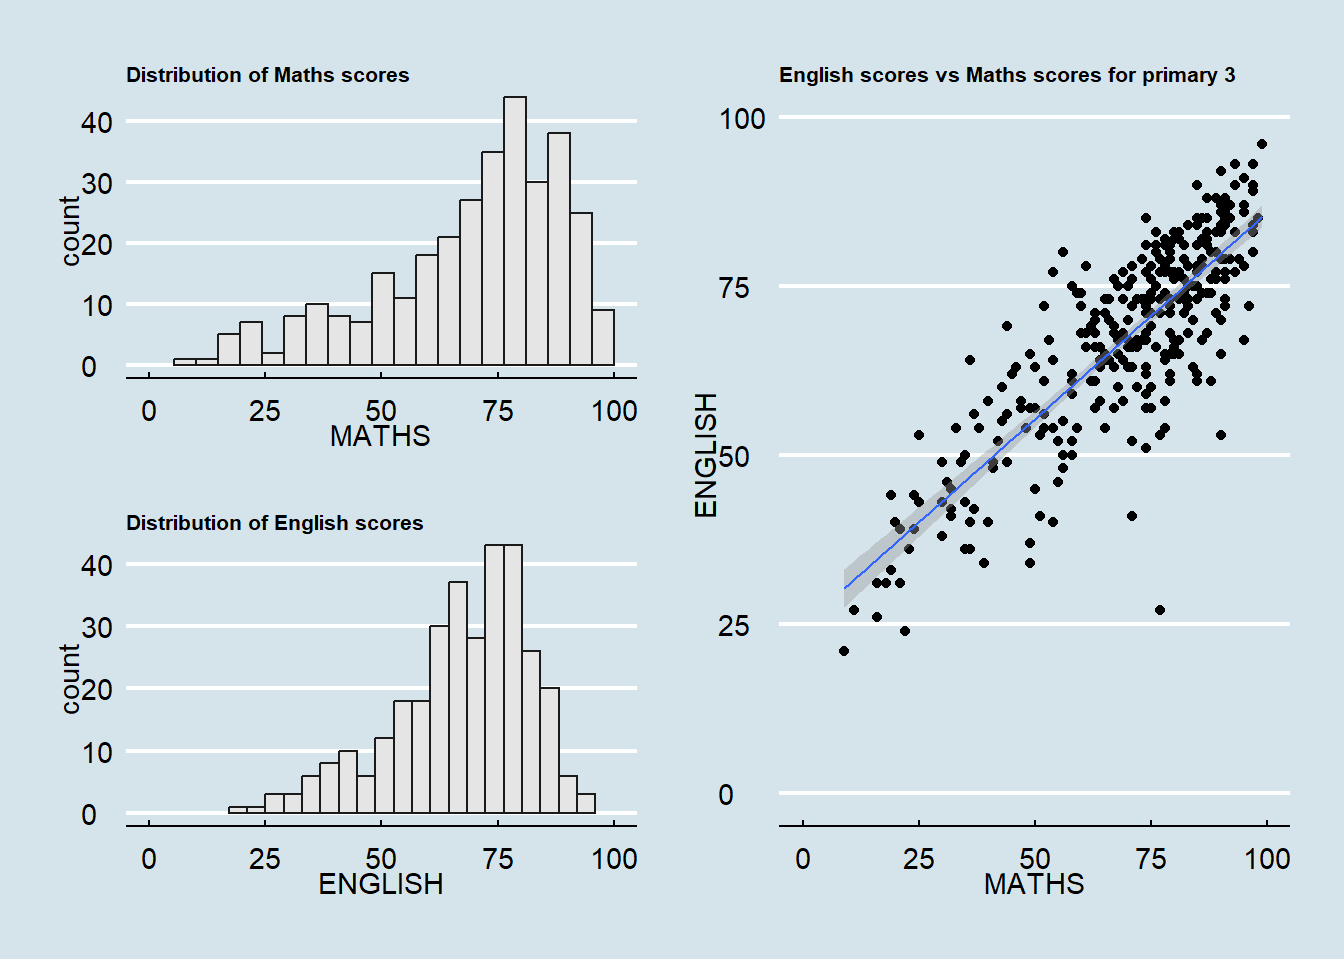 Distribution of Maths scores
count
40
30
20
10
0
0 25 50 75 100
MATHS
Distribution of English scores
count
40
30
20
10
0
0 25 50 75 100
ENGLISH
English scores vs Maths scores for primary 3
ENGLISH
100
75
50
25
0
0 25 50 75 100
MATHS